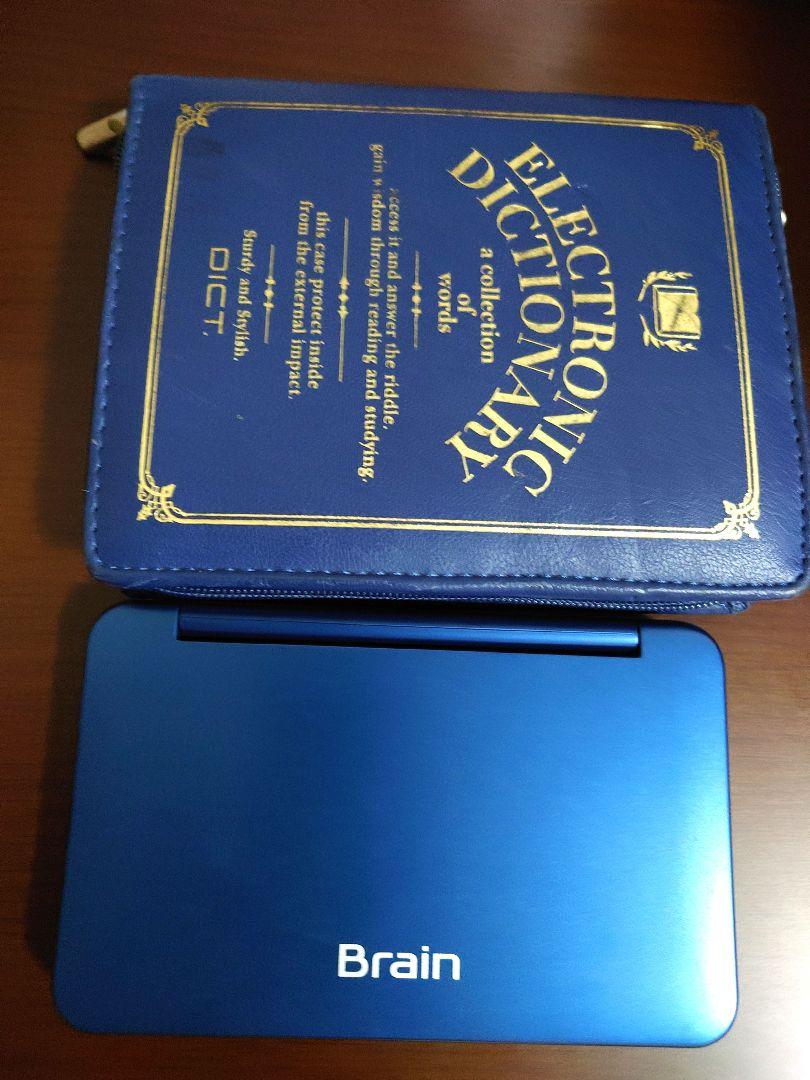 ELECTRONIC
DICTIONARY
a collection
of
words
access it and answer the riddle,
gain wisdom through reading and studying,
this case protect inside
from the external impact.
Sturdy and Stylish,
DICT.
Brain